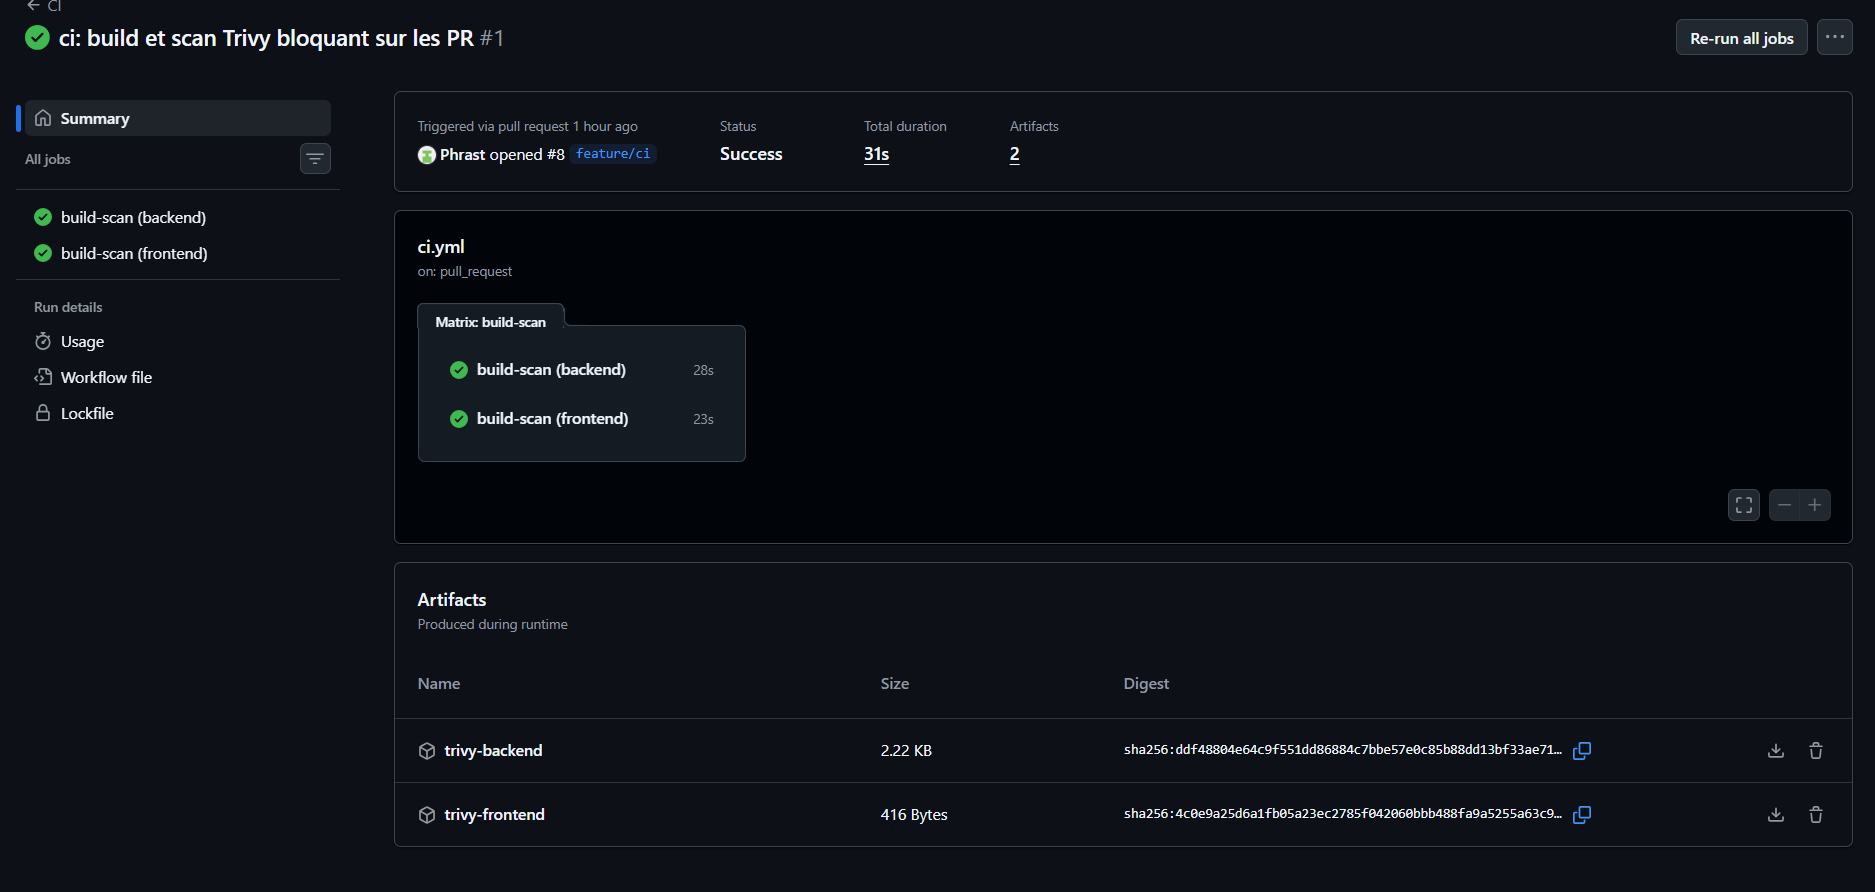 CI
ci: build et scan Trivy bloquant sur les PR #1
Re-run all jobs
Summary
All jobs
build-scan (backend)
build-scan (frontend)
Run details
Usage
Workflow file
Lockfile
Triggered via pull request 1 hour ago
Phrast opened #8 feature/ci
Status
Success
Total duration
31s
Artifacts
2
ci.yml
on: pull_request
Matrix: build-scan
build-scan (backend) 28s
build-scan (frontend) 23s
Artifacts
Produced during runtime
Name Size Digest
trivy-backend 2.22 KB sha256:ddf48804e64c9f551dd86884c7bbe57e0c85b88dd13bf33ae71…
trivy-frontend 416 Bytes sha256:4c0e9a25d6a1fb05a23ec2785f042060bbb488fa9a5255a63c9…